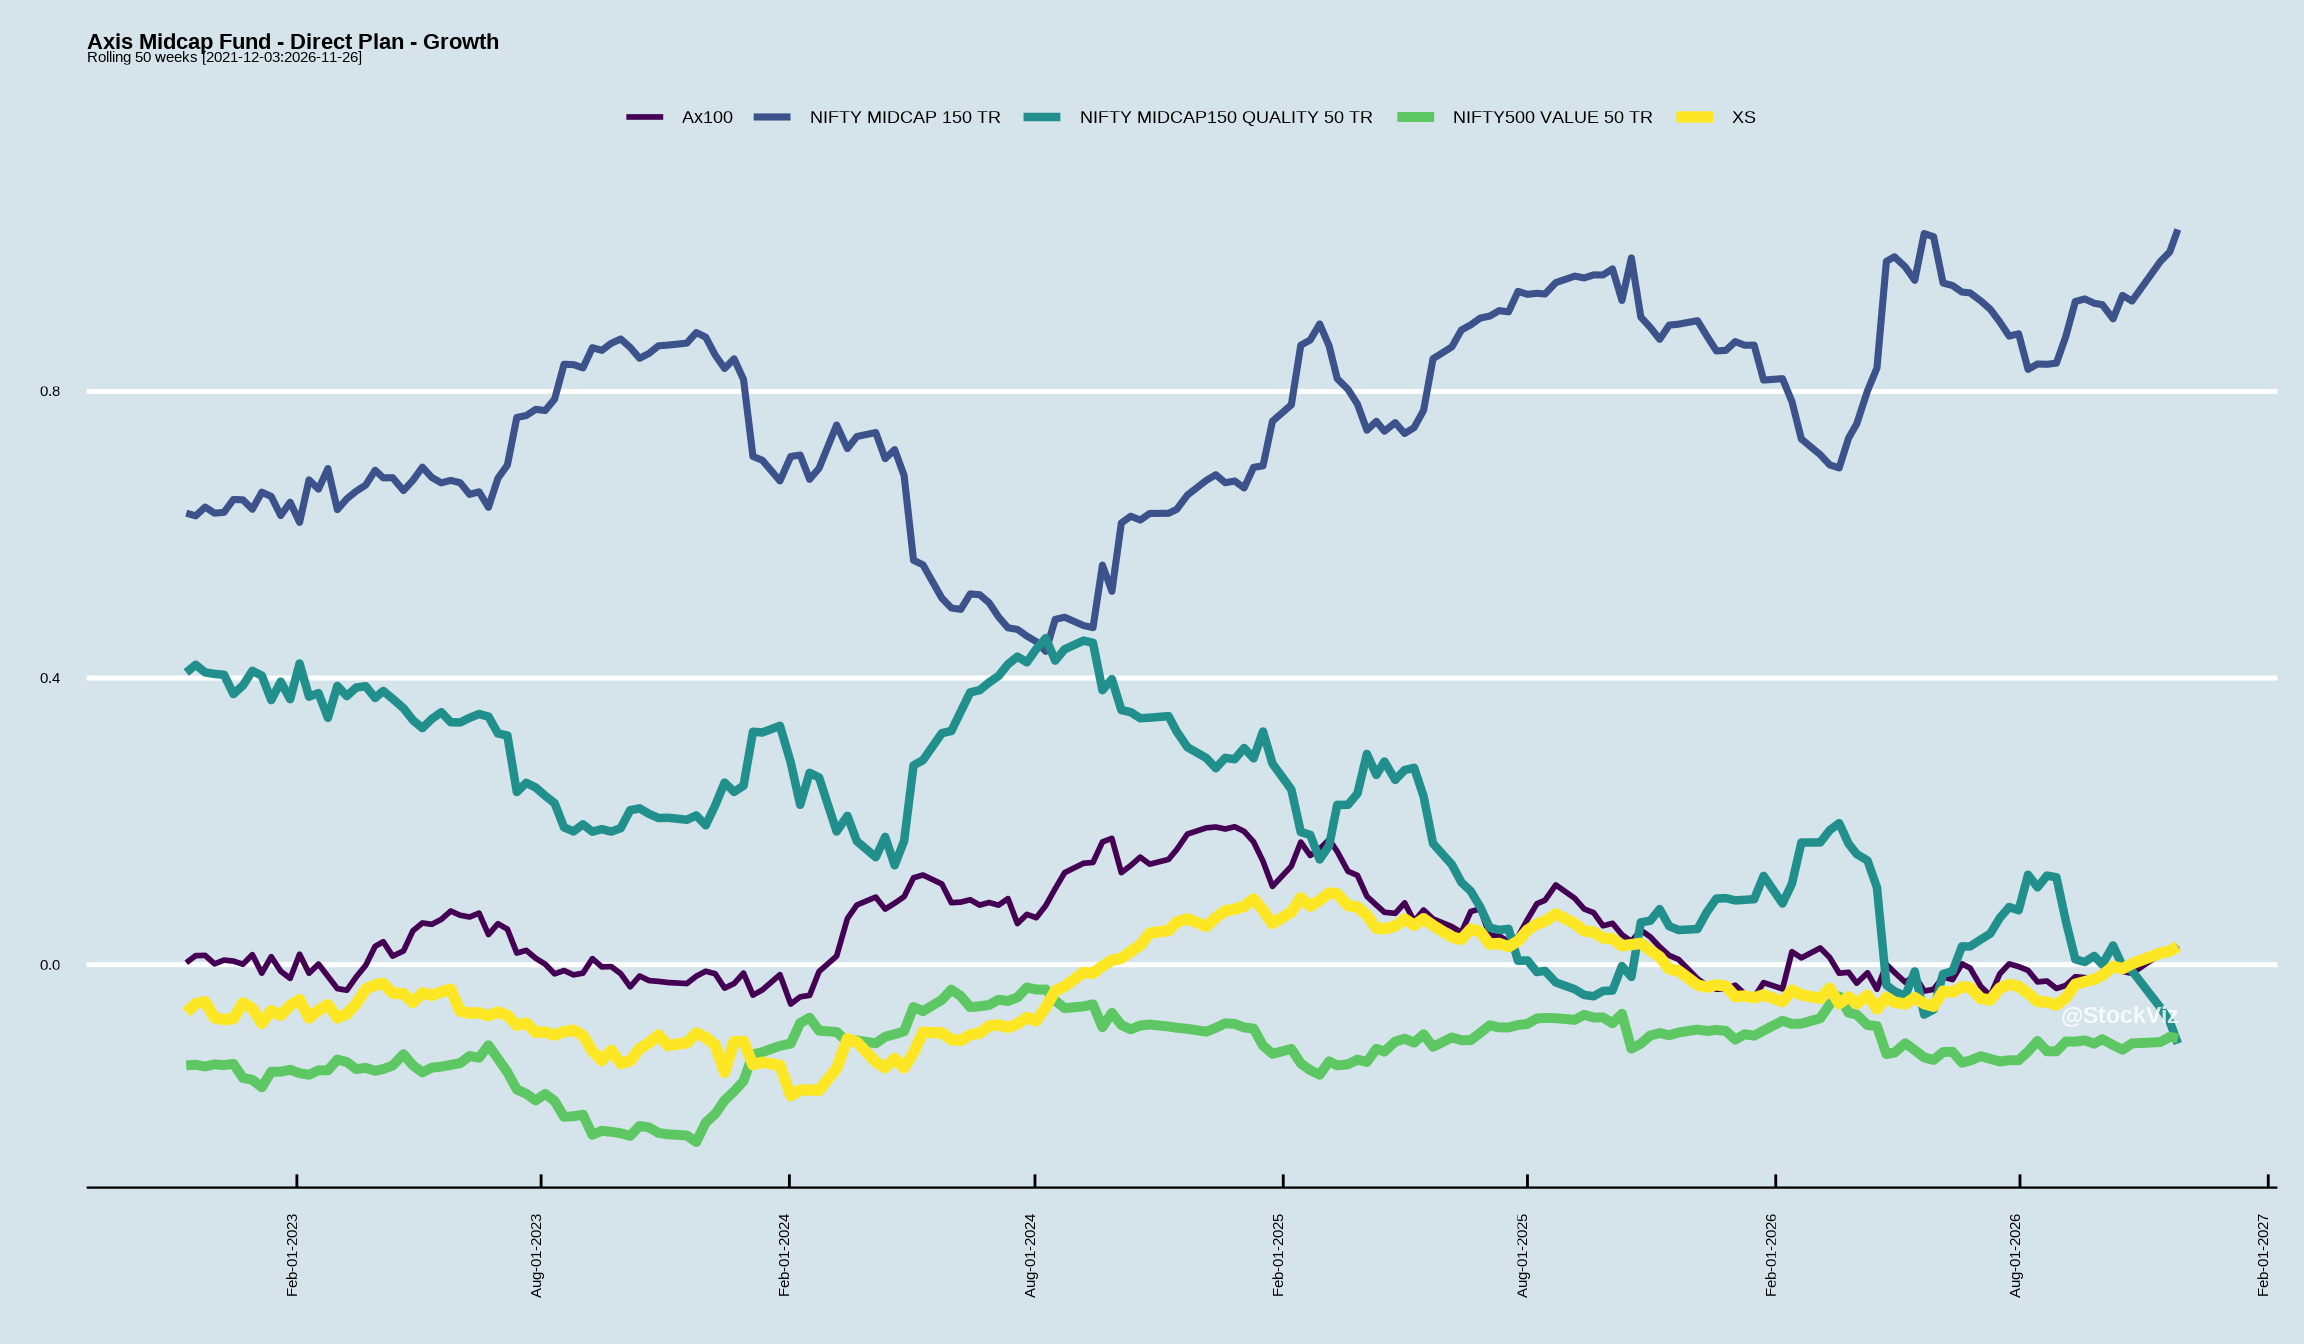 Axis Midcap Fund - Direct Plan - Growth
Rolling 50 weeks [2021-12-03:2026-11-26]
Ax100 NIFTY MIDCAP 150 TR NIFTY MIDCAP150 QUALITY 50 TR NIFTY500 VALUE 50 TR XS
0.8
0.4
0.0
@StockViz
Feb-01-2023
Aug-01-2023
Feb-01-2024
Aug-01-2024
Feb-01-2025
Aug-01-2025
Feb-01-2026
Aug-01-2026
Feb-01-2027